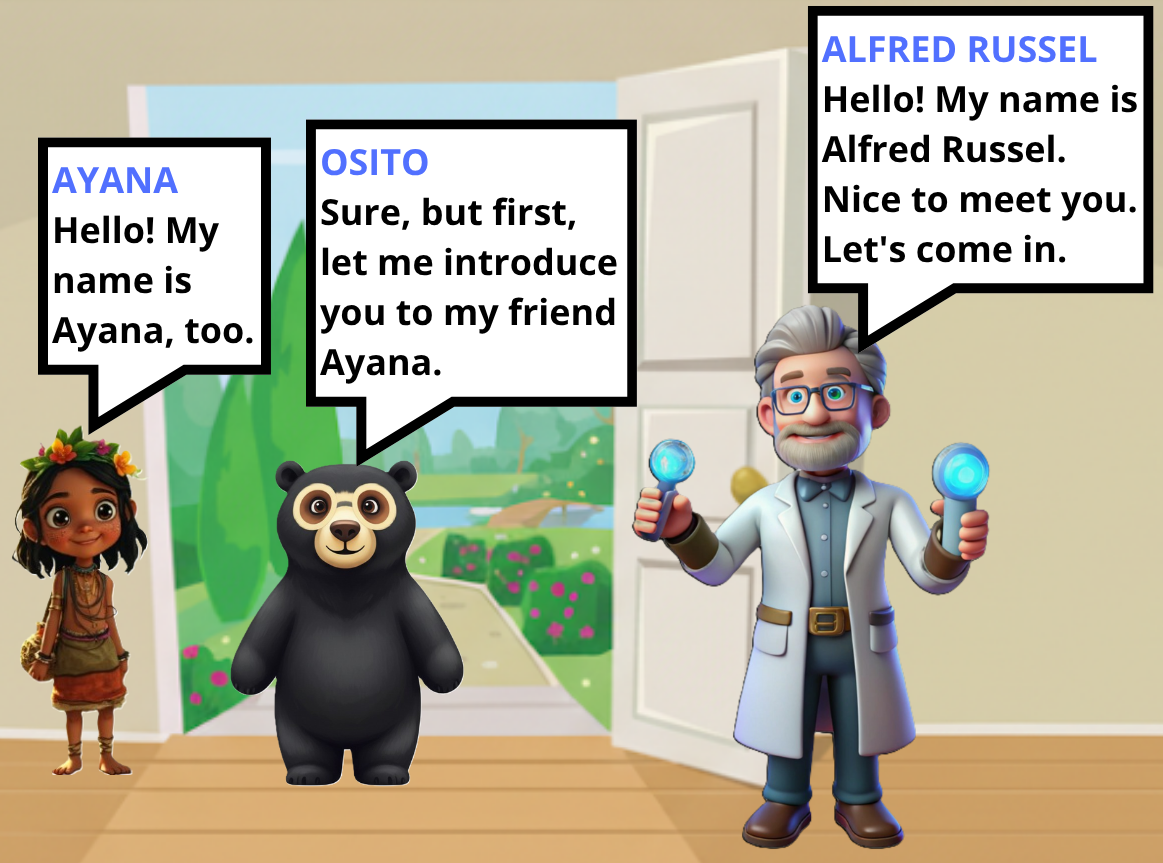 AYANA
Hello! My
name is
Ayana, too.
OSITO
Sure, but first,
let me introduce
you to my friend
Ayana.
ALFRED RUSSEL
Hello! My name is
Alfred Russel.
Nice to meet you.
Let's come in.